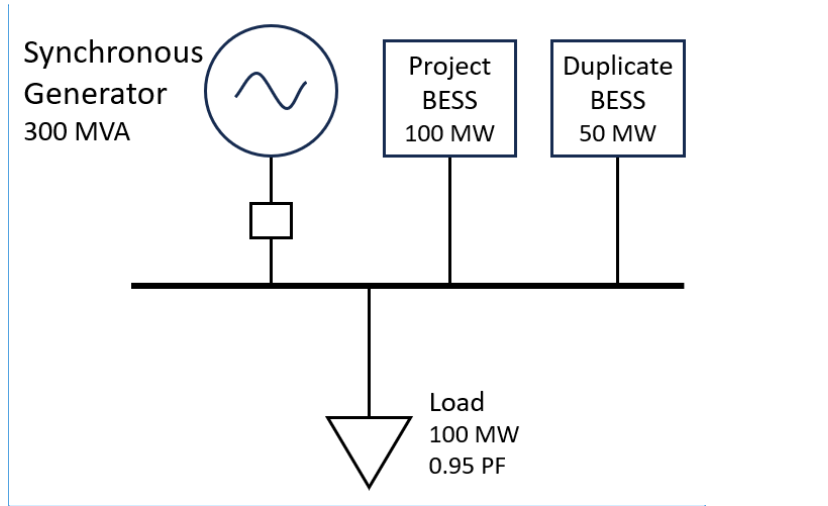 Synchronous
Generator
300 MVA
Project
BESS
100 MW
Duplicate
BESS
50 MW
Load
100 MW
0.95 PF